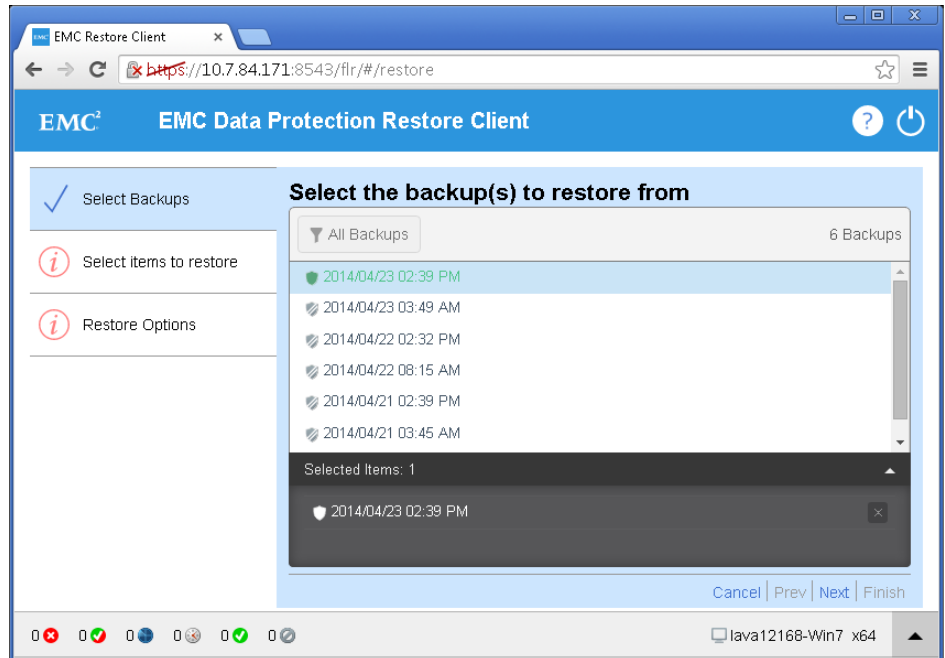 EMC Restore Client
https://10.7.84.171:8543/flr/#/restore
EMC² EMC Data Protection Restore Client ?
Select Backups
i Select items to restore
i Restore Options
Select the backup(s) to restore from
All Backups 6 Backups
2014/04/23 02:39 PM
2014/04/23 03:49 AM
2014/04/22 02:32 PM
2014/04/22 08:15 AM
2014/04/21 02:39 PM
2014/04/21 03:45 AM
Selected Items: 1
2014/04/23 02:39 PM
Cancel | Prev | Next | Finish
0 0 0 0 0 0 lava12168-Win7 x64